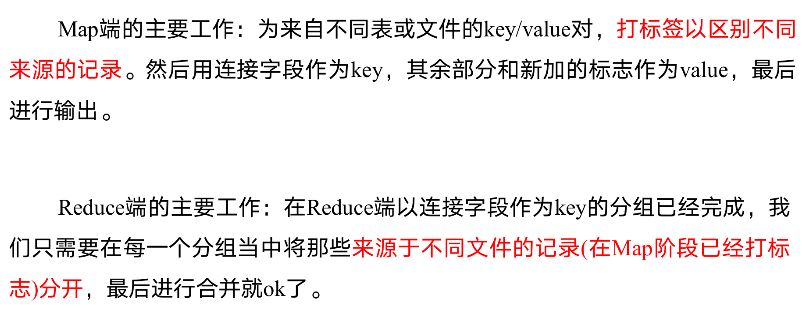 Map端的主要工作：为来自不同表或文件的key/value对，打标签以区别不同
来源的记录。然后用连接字段作为key，其余部分和新加的标志作为value，最后
进行输出。
Reduce端的主要工作：在Reduce端以连接字段作为key的分组已经完成，我
们只需要在每一个分组当中将那些来源于不同文件的记录(在Map阶段已经打标
志)分开，最后进行合并就ok了。